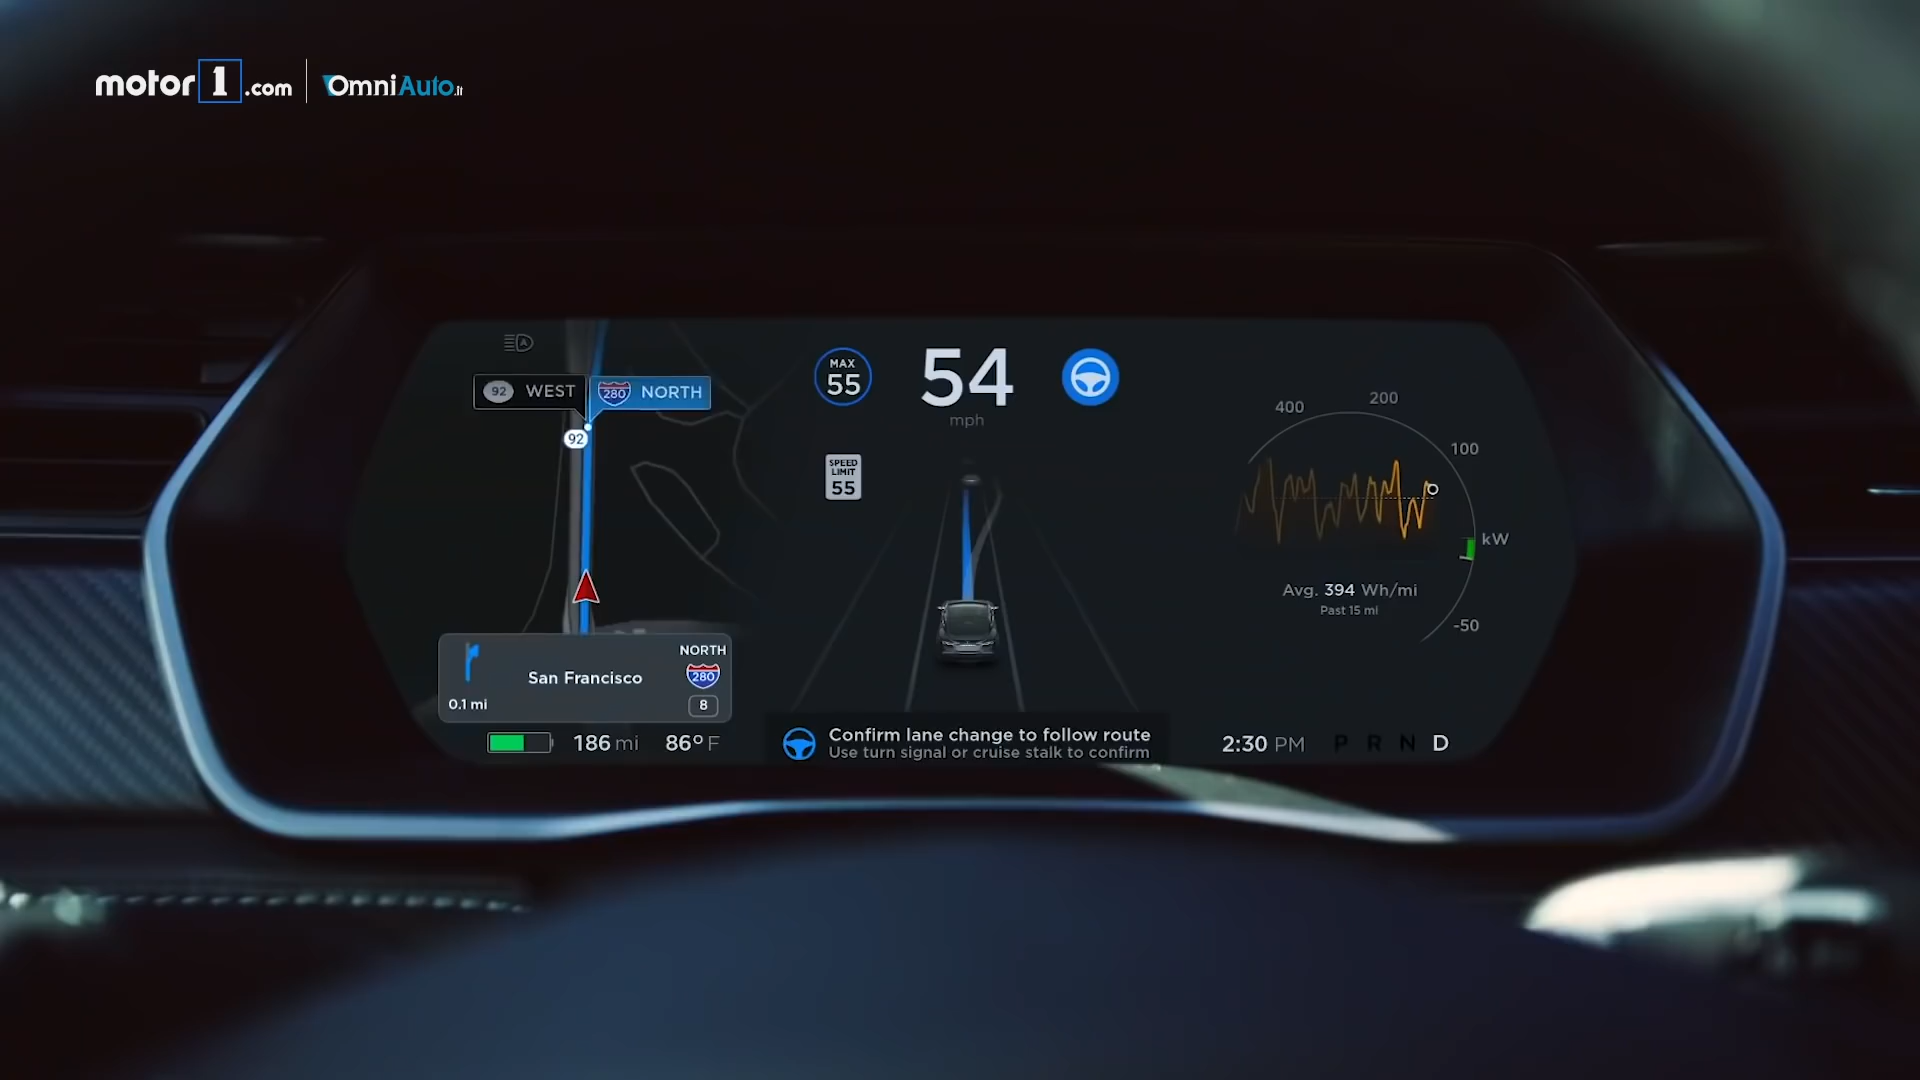 motor1.com | OmniAuto.it
92 WEST
280 NORTH
92
MAX
55
54
mph
SPEED
LIMIT
55
400
200
100
kW
-50
Avg. 394 Wh/mi
Past 15 mi
0.1 mi
San Francisco
NORTH
280
8
186 mi
86° F
Confirm lane change to follow route
Use turn signal or cruise stalk to confirm
2:30 PM
P R N D